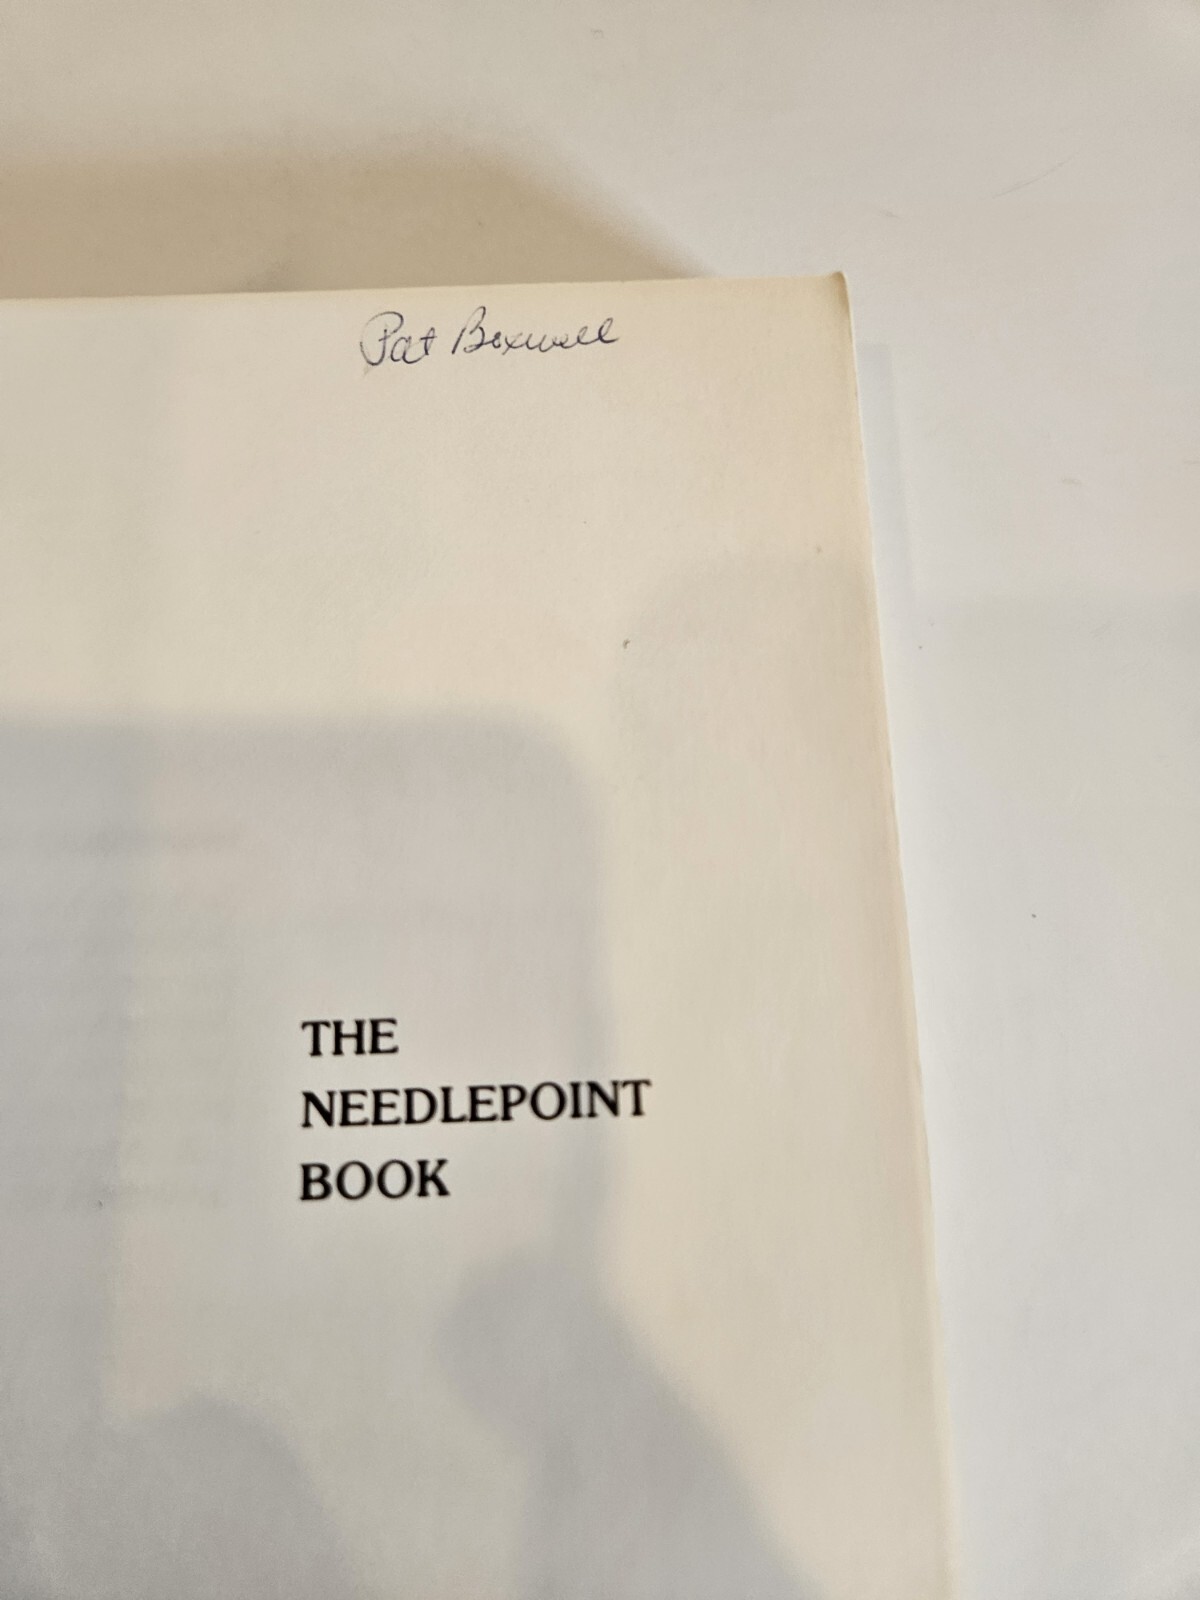 Pat Boxwell
THE
NEEDLEPOINT
BOOK